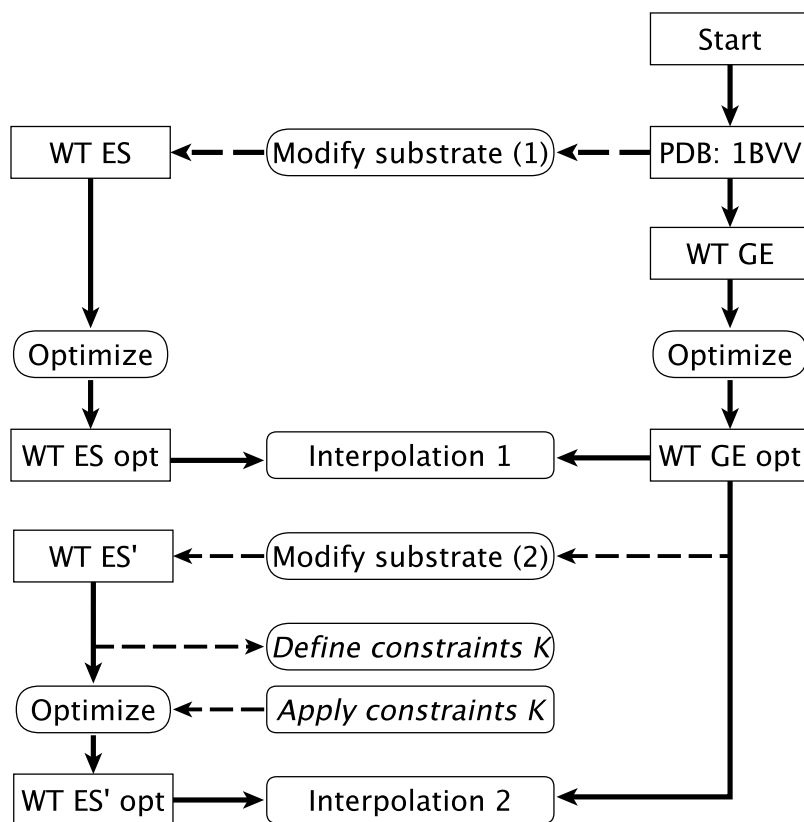 Start
WT ES
Modify substrate (1)
PDB: 1BVV
WT GE
Optimize
Optimize
WT ES opt
Interpolation 1
WT GE opt
WT ES'
Modify substrate (2)
Define constraints K
Optimize
Apply constraints K
WT ES' opt
Interpolation 2